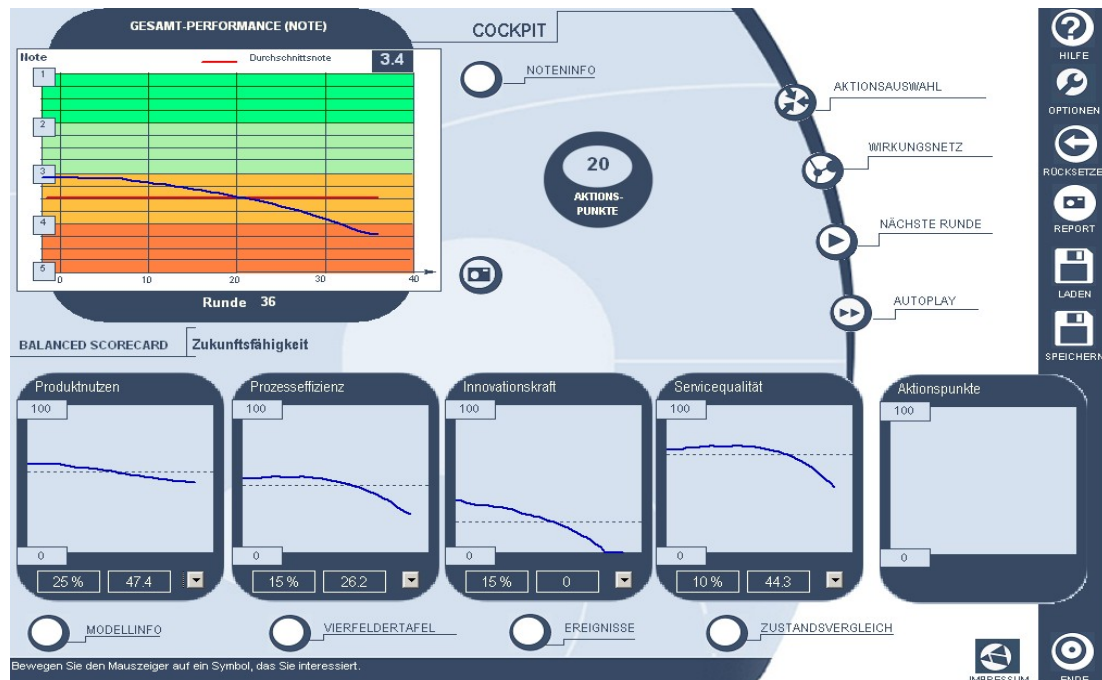 GESAMT-PERFORMANCE (NOTE)
Note
Durchschnittsnote
3.4
1
2
3
4
5
0
10
20
30
40
Runde 36
COCKPIT
NOTENINFO
20
AKTIONS-
PUNKTE
AKTIONSAUSWAHL
WIRKUNGSNETZ
NÄCHSTE RUNDE
AUTOPLAY
HILFE
OPTIONEN
RÜCKSETZE
REPORT
LADEN
SPEICHERN
BALANCED SCORECARD
Zukunftsfähigkeit
Produktnutzen
100
0
25 %
47.4
Prozesseffizienz
100
0
15 %
26.2
Innovationskraft
100
0
15 %
0
Servicequalität
100
0
10 %
44.3
Aktionspunkte
100
0
MODELLINFO
VIERFELDERTAFEL
EREIGNISSE
ZUSTANDSVERGLEICH
Bewegen Sie den Mauszeiger auf ein Symbol, das Sie interessiert.
IMPRESSUM
ENDE